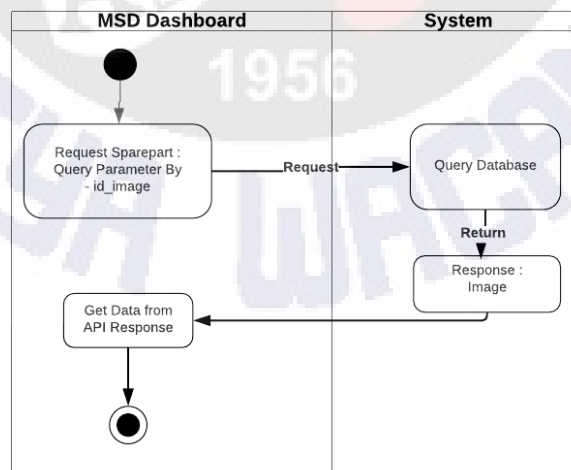 MSD Dashboard
System
1956
Request Sparepart :
Query Parameter By
- id_image
Request
Query Database
Return
Response :
Image
Get Data from
API Response
WACA